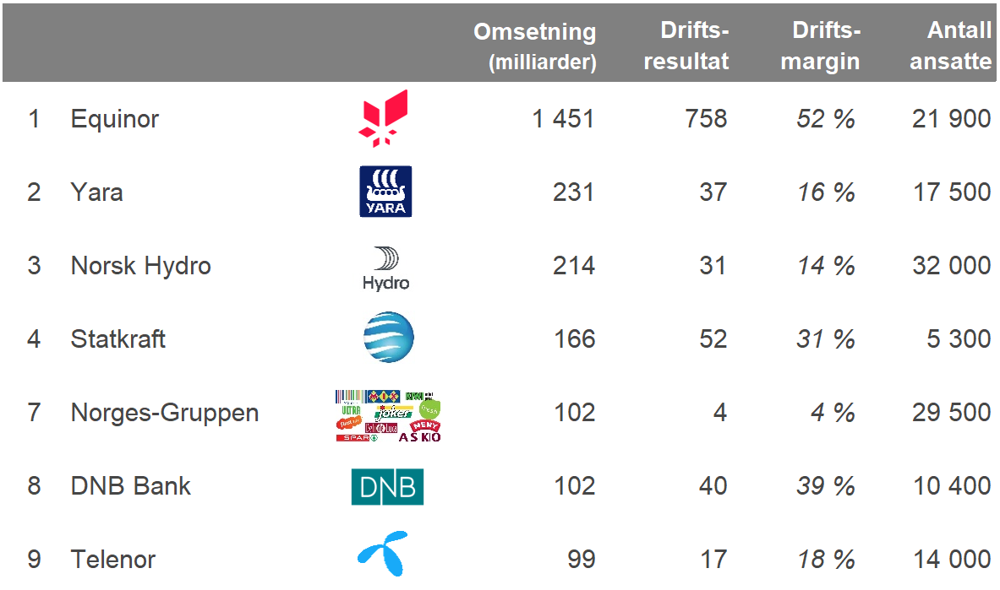 Omsetning Drifts- Drifts- Antall
(milliarder) resultat margin ansatte
1 Equinor 1 451 758 52 % 21 900
2 Yara YARA 231 37 16 % 17 500
3 Norsk Hydro Hydro 214 31 14 % 32 000
4 Statkraft 166 52 31 % 5 300
MIX
ULTRA joker fresh
7 Norges-Gruppen 102 4 4 % 29 500
MENY
SPAR ASKO
8 DNB Bank DNB 102 40 39 % 10 400
9 Telenor 99 17 18 % 14 000